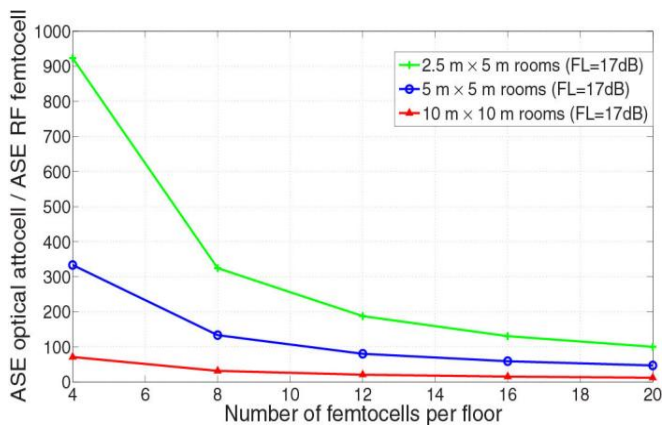 ASE optical attocell / ASE RF femtocell
1000
900
800
700
600
500
400
300
200
100
0
2.5 m × 5 m rooms (FL=17dB)
5 m × 5 m rooms (FL=17dB)
10 m × 10 m rooms (FL=17dB)
4 6 8 10 12 14 16 18 20
Number of femtocells per floor